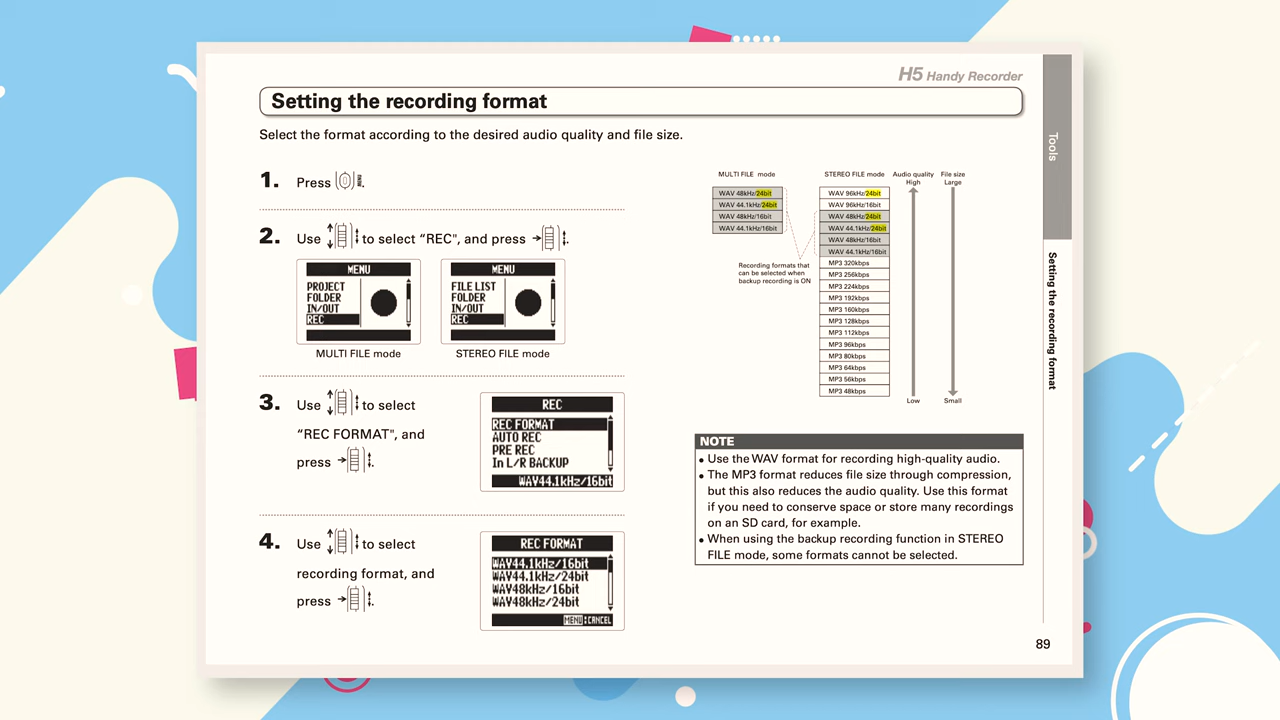 H5 Handy Recorder
Setting the recording format
Select the format according to the desired audio quality and file size.
1. Press MENU.
2. Use to select “REC", and press .
MENU
PROJECT
FOLDER
IN/OUT
REC
MULTI FILE mode
MENU
FILE LIST
FOLDER
IN/OUT
REC
STEREO FILE mode
3. Use to select
“REC FORMAT", and
press .
REC
REC FORMAT
AUTO REC
PRE REC
In L/R BACKUP
WAV44.1kHz/16bit
4. Use to select
recording format, and
press .
REC FORMAT
WAV44.1kHz/16bit
WAV44.1kHz/24bit
WAV48kHz/16bit
WAV48kHz/24bit
MENU:CANCEL
MULTI FILE mode
WAV 48kHz/24bit
WAV 44.1kHz/24bit
WAV 48kHz/16bit
WAV 44.1kHz/16bit
Recording formats that
can be selected when
backup recording is ON
STEREO FILE mode
WAV 96kHz/24bit
WAV 96kHz/16bit
WAV 48kHz/24bit
WAV 44.1kHz/24bit
WAV 48kHz/16bit
WAV 44.1kHz/16bit
MP3 320kbps
MP3 256kbps
MP3 224kbps
MP3 192kbps
MP3 160kbps
MP3 128kbps
MP3 112kbps
MP3 96kbps
MP3 80kbps
MP3 64kbps
MP3 56kbps
MP3 48kbps
Audio quality
High
Low
File size
Large
Small
NOTE
• Use the WAV format for recording high-quality audio.
• The MP3 format reduces file size through compression,
but this also reduces the audio quality. Use this format
if you need to conserve space or store many recordings
on an SD card, for example.
• When using the backup recording function in STEREO
FILE mode, some formats cannot be selected.
Tools
Setting the recording format
89